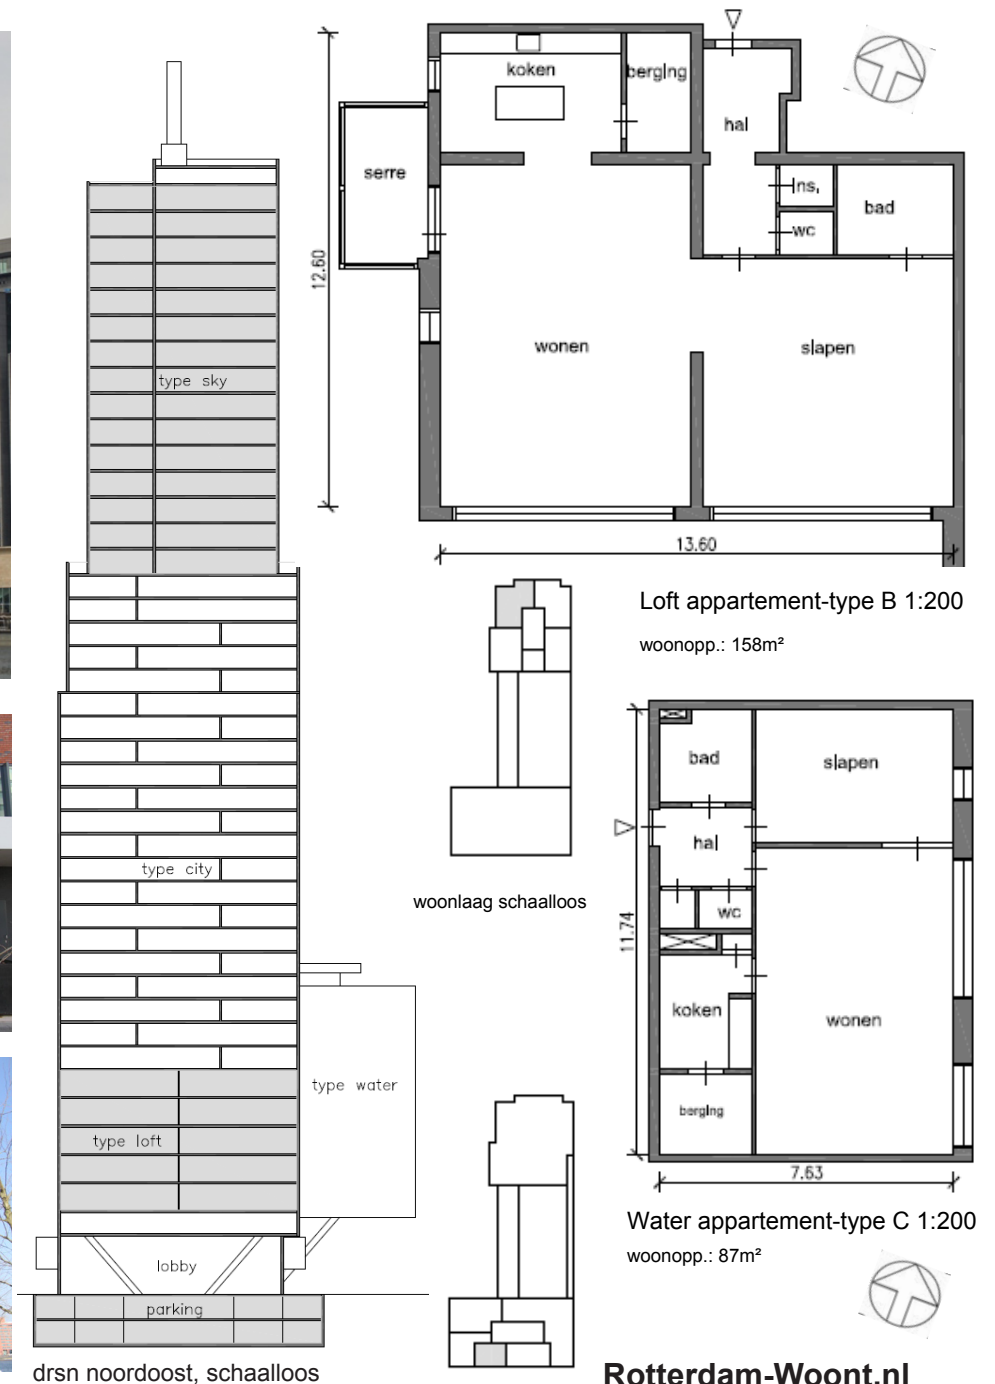 koken
berging
hal
serre
ns.
bad
wc
12.60
wonen
slapen
13.60
Loft appartement-type B 1:200
woonopp.: 158m²
type sky
type city
type water
type loft
lobby
parking
drsn noordoost, schaalloos
woonlaag schaalloos
bad
slapen
hal
wc
11.74
koken
wonen
berging
7.63
Water appartement-type C 1:200
woonopp.: 87m²
Rotterdam-Woont.nl